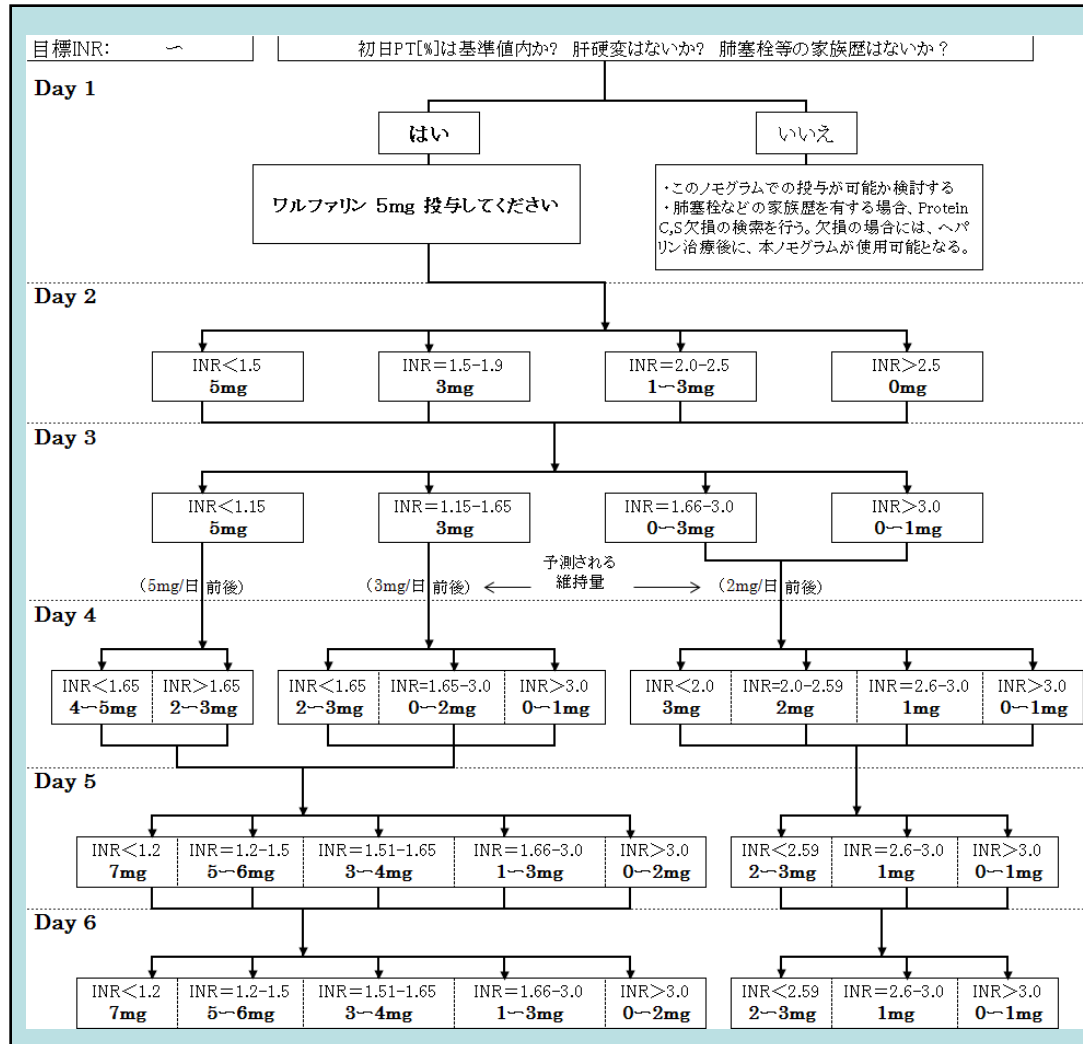 目標INR: ～
初日PT[%]は基準値内か? 肝硬変はないか? 肺塞栓等の家族歴はないか？
Day 1
はい
いいえ
ワルファリン 5mg 投与してください
・このノモグラムでの投与が可能か検討する
・肺塞栓などの家族歴を有する場合、Protein
C,S欠損の検索を行う。欠損の場合には、ヘパ
リン治療後に、本ノモグラムが使用可能となる。
Day 2
INR＜1.5
5mg
INR＝1.5-1.9
3mg
INR＝2.0-2.5
1～3mg
INR＞2.5
0mg
Day 3
INR＜1.15
5mg
INR＝1.15-1.65
3mg
INR＝1.66-3.0
0～3mg
INR＞3.0
0～1mg
予測される
維持量
(5mg/日 前後)
(3mg/日 前後)
(2mg/日 前後)
Day 4
INR＜1.65
4～5mg
INR＞1.65
2～3mg
INR＜1.65
2～3mg
INR=1.65-3.0
0～2mg
INR＞3.0
0～1mg
INR＜2.0
3mg
INR=2.0-2.59
2mg
INR＝2.6-3.0
1mg
INR＞3.0
0～1mg
Day 5
INR＜1.2
7mg
INR＝1.2-1.5
5～6mg
INR＝1.51-1.65
3～4mg
INR＝1.66-3.0
1～3mg
INR＞3.0
0～2mg
INR＜2.59
2～3mg
INR＝2.6-3.0
1mg
INR＞3.0
0～1mg
Day 6
INR＜1.2
7mg
INR＝1.2-1.5
5～6mg
INR＝1.51-1.65
3～4mg
INR＝1.66-3.0
1～3mg
INR＞3.0
0～2mg
INR＜2.59
2～3mg
INR＝2.6-3.0
1mg
INR＞3.0
0～1mg